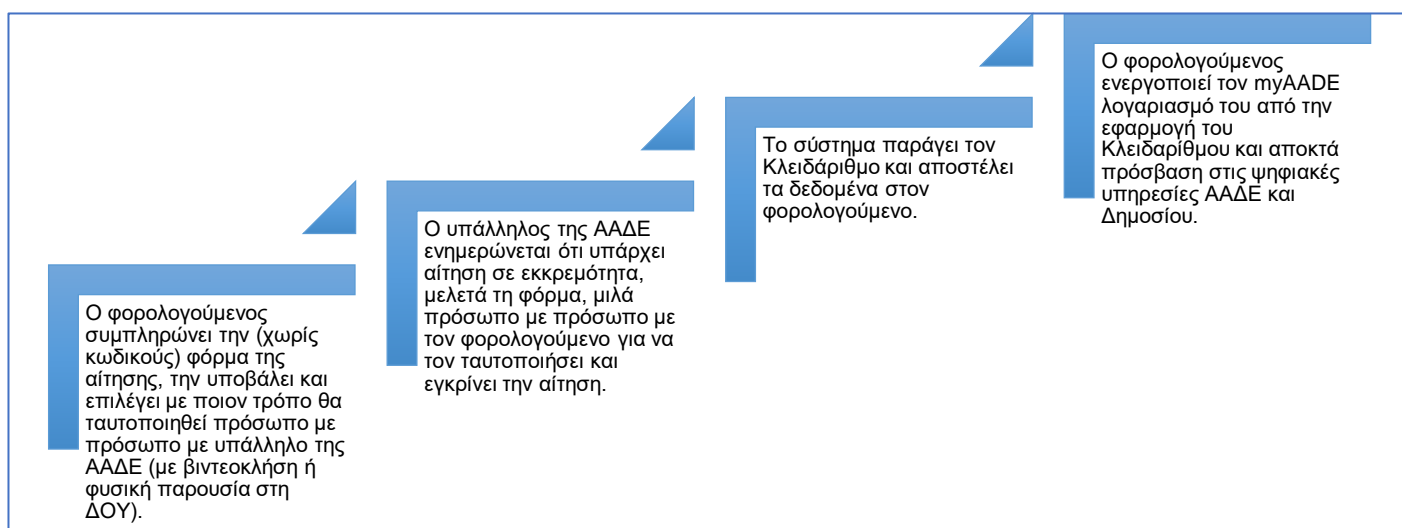 Ο φορολογούμενος
συμπληρώνει την (χωρίς
κωδικούς) φόρμα της
αίτησης, την υποβάλει και
επιλέγει με ποιον τρόπο θα
ταυτοποιηθεί πρόσωπο με
πρόσωπο με υπάλληλο της
ΑΑΔΕ (με βιντεοκλήση ή
φυσική παρουσία στη
ΔΟΥ).
Ο υπάλληλος της ΑΑΔΕ
ενημερώνεται ότι υπάρχει
αίτηση σε εκκρεμότητα,
μελετά τη φόρμα, μιλά
πρόσωπο με πρόσωπο με
τον φορολογούμενο για να
τον ταυτοποιήσει και
εγκρίνει την αίτηση.
Το σύστημα παράγει τον
Κλειδάριθμο και αποστέλει
τα δεδομένα στον
φορολογούμενο.
Ο φορολογούμενος
ενεργοποιεί τον myAADE
λογαριασμό του από την
εφαρμογή του
Κλειδαρίθμου και αποκτά
πρόσβαση στις ψηφιακές
υπηρεσίες ΑΑΔΕ και
Δημοσίου.